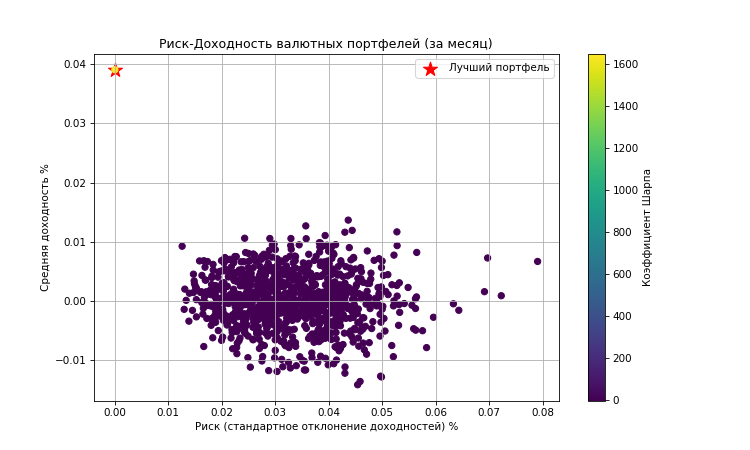 Риск-Доходность валютных портфелей (за месяц)
Лучший портфель
Средняя доходность %
0.04
0.03
0.02
0.01
0.00
−0.01
0.00 0.01 0.02 0.03 0.04 0.05 0.06 0.07 0.08
Риск (стандартное отклонение доходностей) %
1600
1400
1200
1000
800
600
400
200
0
Коэффициент Шарпа